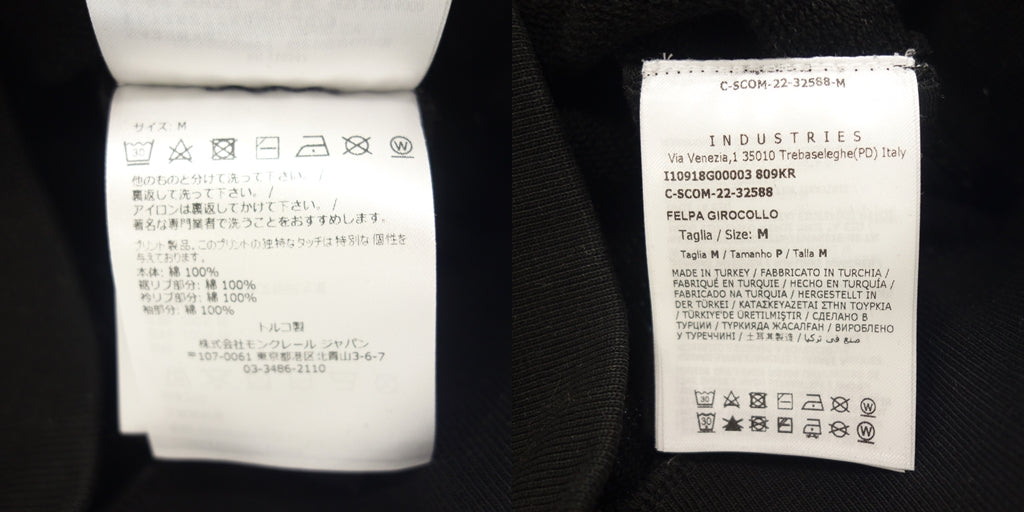 サイズ: M
他のものと分けて洗って下さい。 /
裏返して洗って下さい。 /
アイロンは裏返してかけて下さい。 /
著名な専門業者で洗うことをおすすめします。
プリント製品。このプリントの独特なタッチは特別な個性を
与えております。
本体: 綿 100%
裾リブ部分: 綿 100%
衿リブ部分: 綿 100%
袖部分: 綿 100%
トルコ製
株式会社モンクレール ジャパン
〒107-0061 東京都港区北青山3-6-7
03-3486-2110
C-SCOM-22-32588-M
INDUSTRIES
Via Venezia,1 35010 Trebaseleghe(PD) Italy
I10918G00003 809KR
C-SCOM-22-32588
FELPA GIROCOLLO
Taglia / Size: M
Taglia M / Tamanho P / Talla M
MADE IN TURKEY / FABBRICATO IN TURCHIA /
FABRIQUÉ EN TURQUIE / HECHO EN TURQUÍA /
FABRICADO NA TURQUIA / HERGESTELLT IN
DER TÜRKEI / ΚΑΤΑΣΚΕΥΑΖΕΤΑΙ ΣΤΗΝ ΤΟΥΡΚΙΑ
/ TÜRKIYE'DE ÜRETILMIŞTIR / СДЕЛАНО В
ТУРЦИИ / ТУРКИЯДА ЖАСАЛҒАН / ВИРОБЛЕНО
У ТУРЕЧЧИНІ / 土耳其製造 / صنع في تركيا